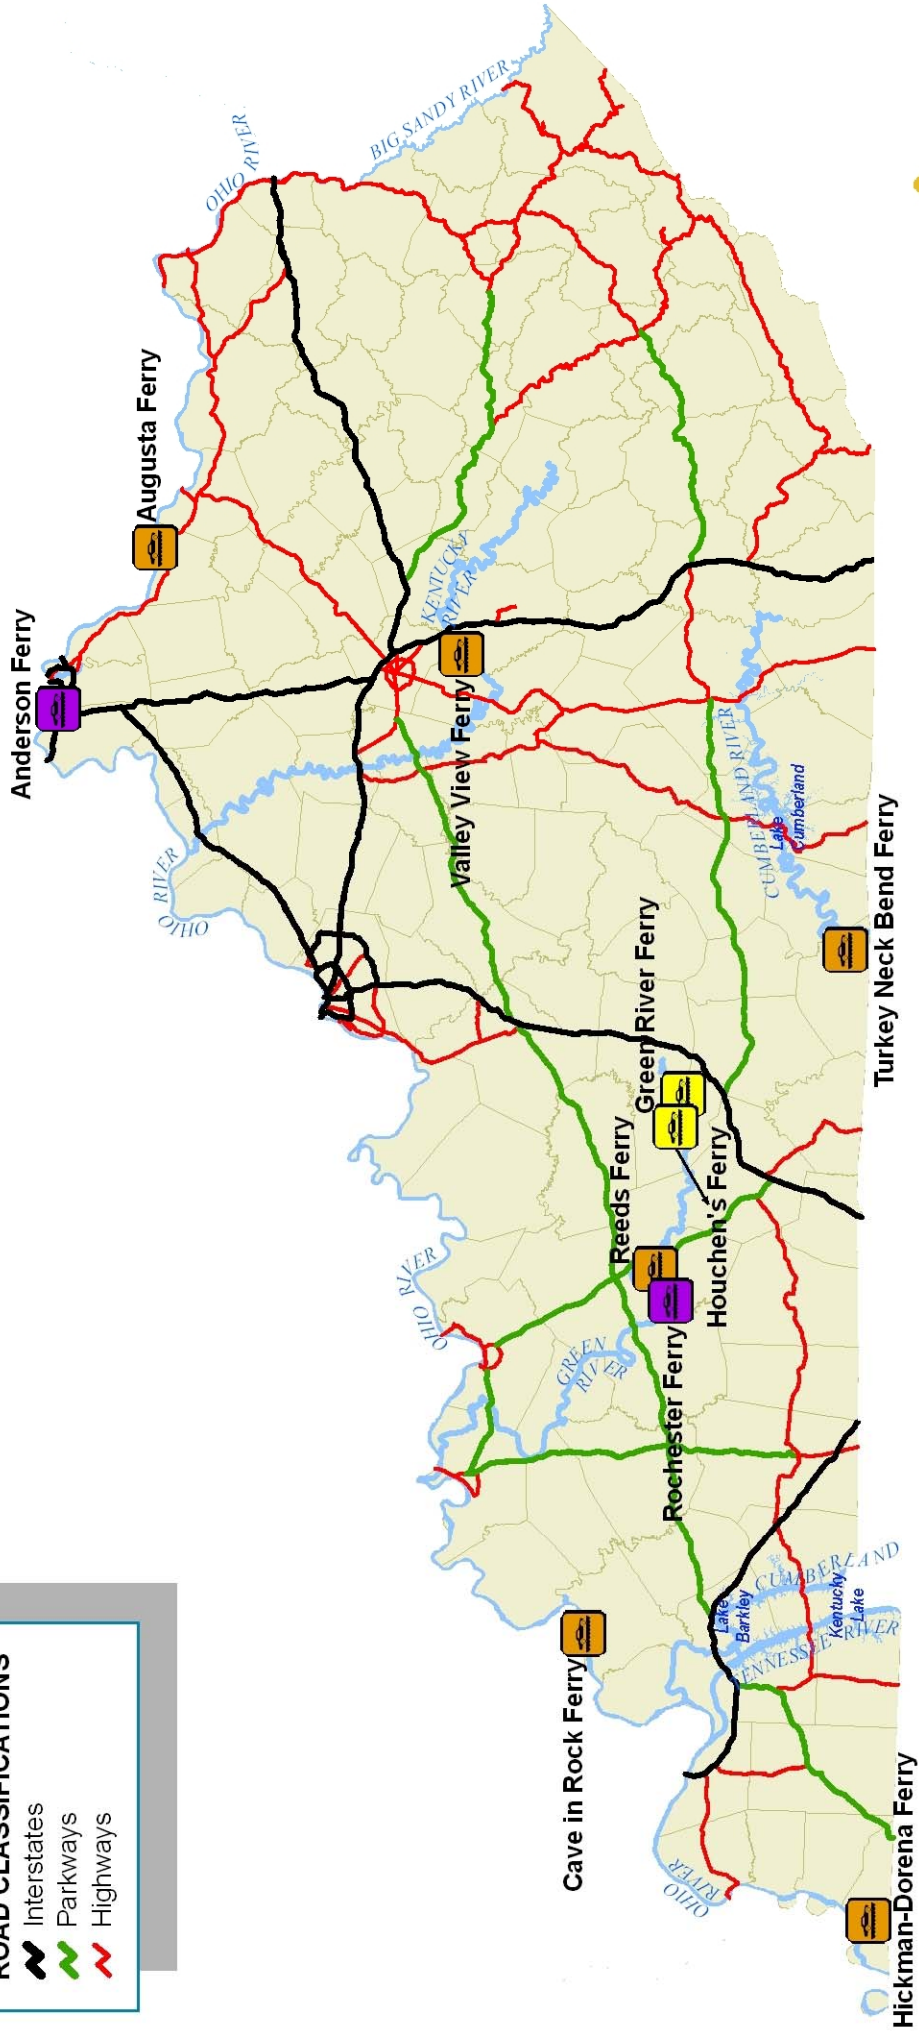 Anderson Ferry
Augusta Ferry
OHIO RIVER
BIG SANDY RIVER
OHIO
RIVER
KENTUCKY
RIVER
Valley View Ferry
CUMBERLAND RIVER
Lake
Cumberland
Turkey Neck Bend Ferry
Green River Ferry
Reeds Ferry
Houchen's Ferry
Rochester Ferry
OHIO RIVER
GREEN
RIVER
Cave in Rock Ferry
Lake
Barkley
CUMBERLAND
Kentucky
Lake
TENNESSEE RIVER
OHIO
RIVER
Hickman-Dorena Ferry
ROAD CLASSIFICATIONS
Interstates
Parkways
Highways